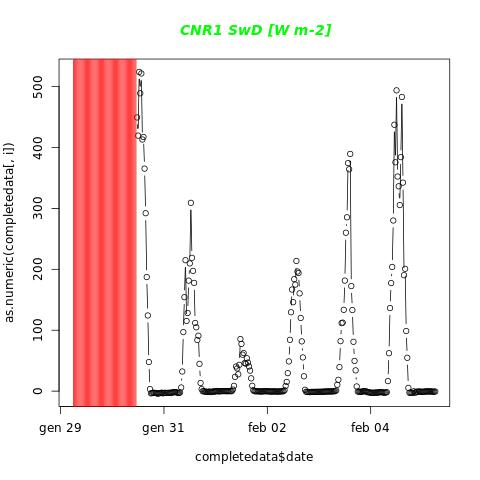 CNR1 SwD [W m-2]
as.numeric(completedata[, i])
500
400
300
200
100
0
gen 29 gen 31 feb 02 feb 04
completedata$date